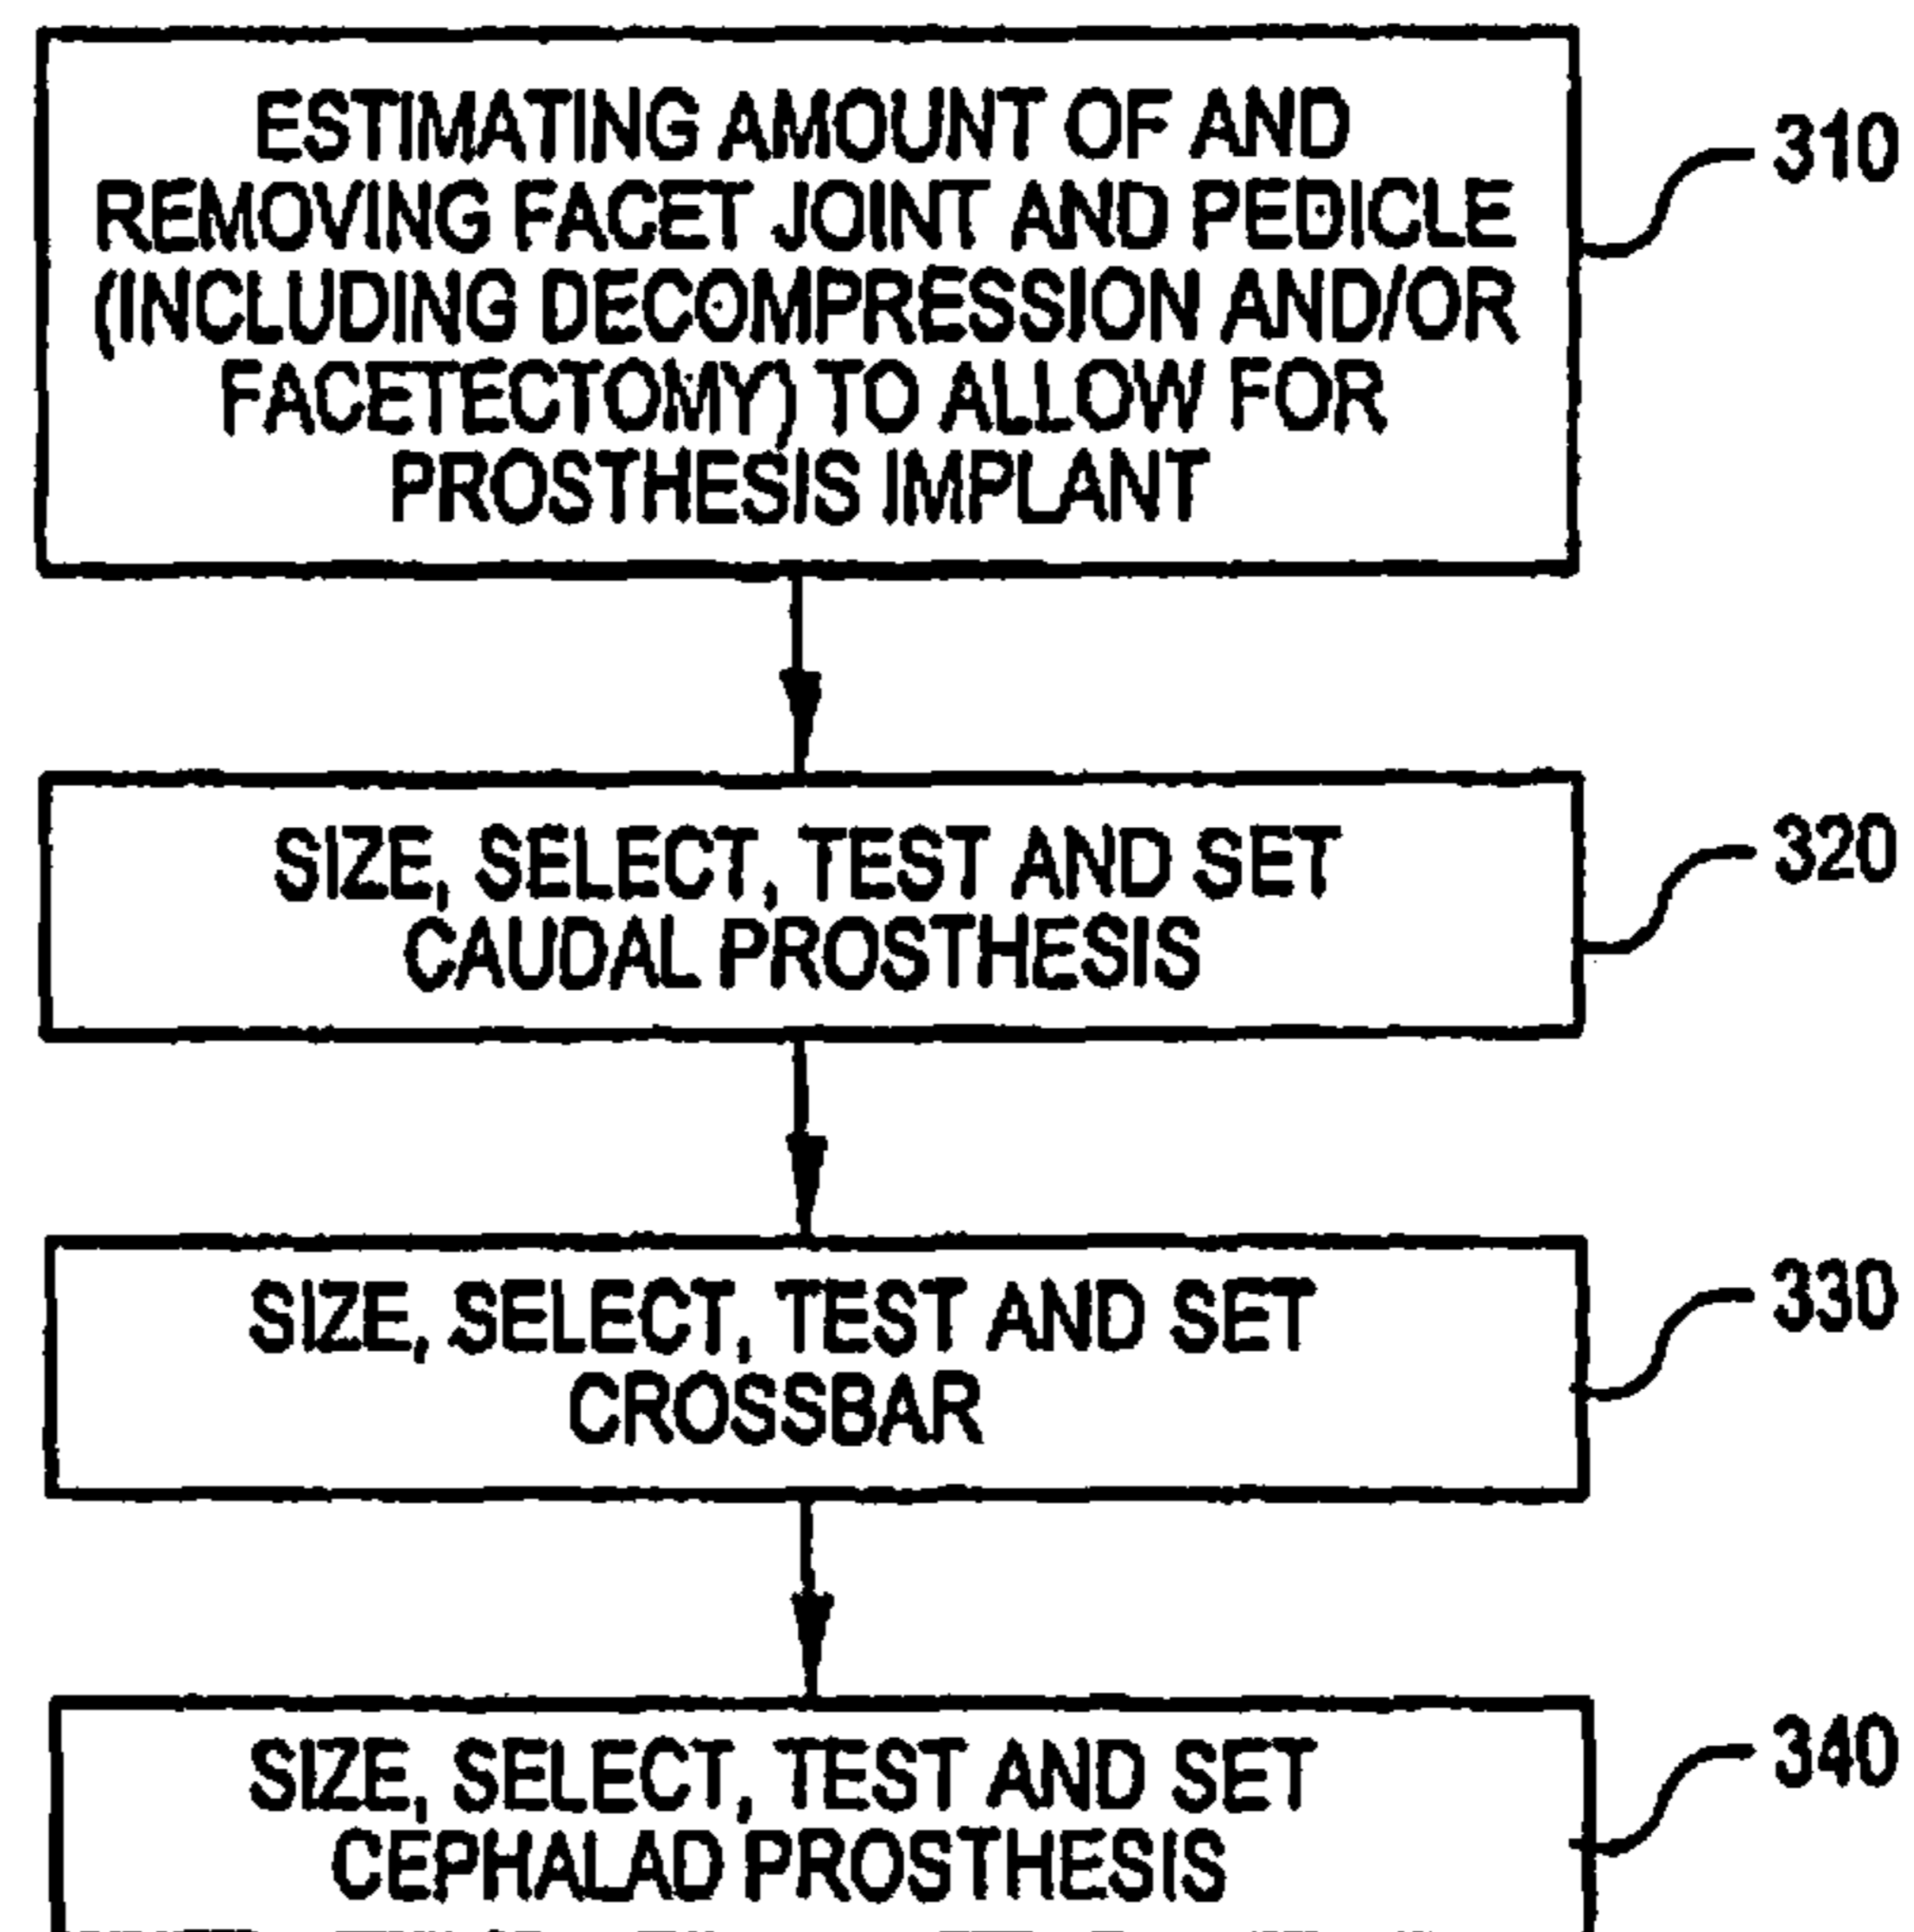 ESTIMATING AMOUNT OF AND
REMOVING FACET JOINT AND PEDICLE
(INCLUDING DECOMPRESSION AND/OR
FACETECTOMY) TO ALLOW FOR
PROSTHESIS IMPLANT
310
SIZE, SELECT, TEST AND SET
CAUDAL PROSTHESIS
320
SIZE, SELECT, TEST AND SET
CROSSBAR
330
SIZE, SELECT, TEST AND SET
CEPHALAD PROSTHESIS
340